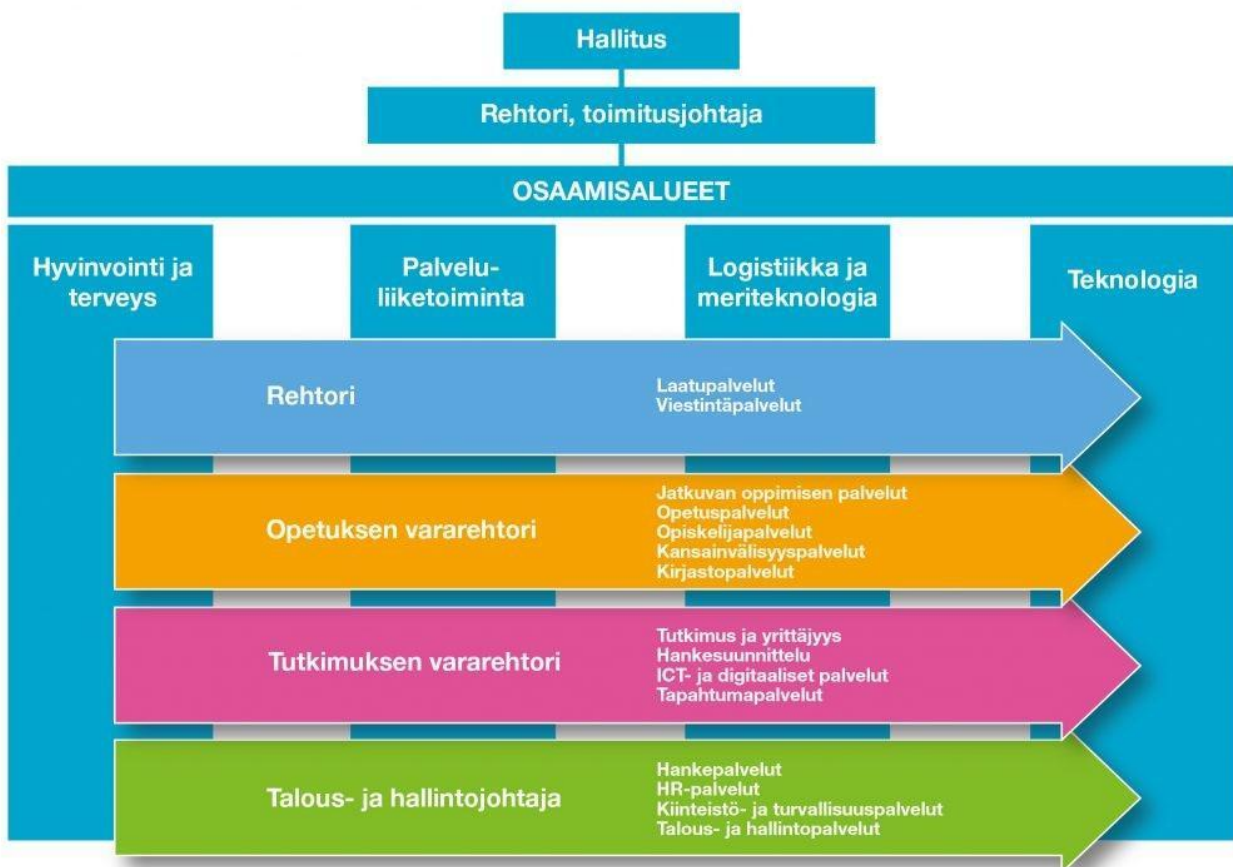 Hallitus
Rehtori, toimitusjohtaja
OSAAMISALUEET
Hyvinvointi ja
terveys
Palvelu-
liiketoiminta
Logistiikka ja
meriteknologia
Teknologia
Rehtori
Laatupalvelut
Viestintäpalvelut
Opetuksen vararehtori
Jatkuvan oppimisen palvelut
Opetuspalvelut
Opiskelijapalvelut
Kansainvälisyyspalvelut
Kirjastopalvelut
Tutkimuksen vararehtori
Tutkimus ja yrittäjyys
Hankesuunnittelu
ICT- ja digitaaliset palvelut
Tapahtumapalvelut
Talous- ja hallintojohtaja
Hankepalvelut
HR-palvelut
Kiinteistö- ja turvallisuuspalvelut
Talous- ja hallintopalvelut